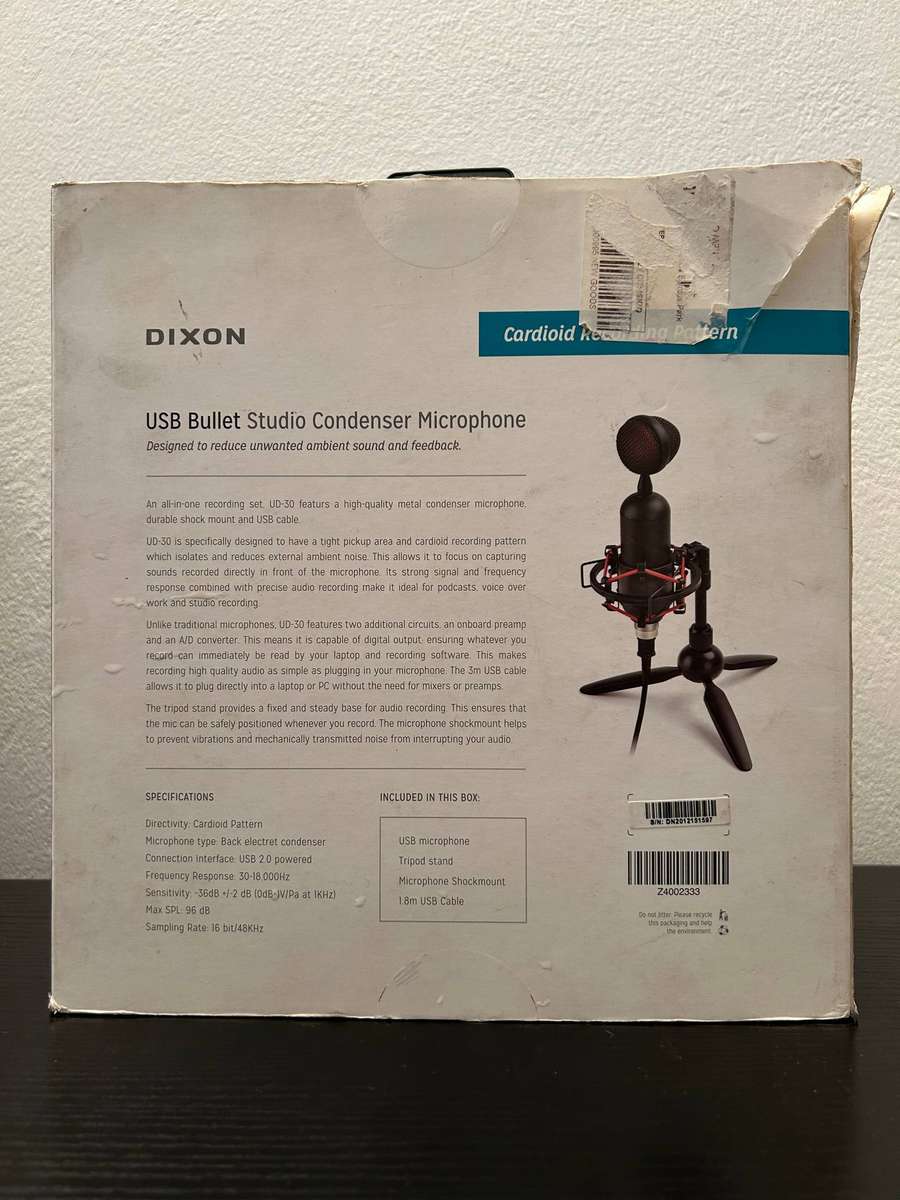 DIXON
Cardioid Recording Pattern
USB Bullet Studio Condenser Microphone
Designed to reduce unwanted ambient sound and feedback.
An all-in-one recording set, UD-30 featurs a high-quality metal condenser microphone,
durable shock mount and USB cable.
UD-30 is specifically designed to have a tight pickup area and cardioid recording pattern
which isolates and reduces external ambient noise. This allows it to focus on capturing
sounds recorded directly in front of the microphone. Its strong signal and frequency
response combined with precise audio recording make it ideal for podcasts, voice over
work and studio recording.
Unlike traditional microphones, UD-30 features two additional circuits, an onboard preamp
and an A/D converter. This means it is capable of digital output, ensuring whatever you
record can immediately be read by your laptop and recording software. This makes
recording high quality audio as simple as plugging in your microphone. The 3m USB cable
allows it to plug directly into a laptop or PC without the need for mixers or preamps.
The tripod stand provides a fixed and steady base for audio recording. This ensures that
the mic can be safely positioned whenever you record. The microphone shockmount helps
to prevent vibrations and mechanically transmitted noise from interrupting your audio.
SPECIFICATIONS
Directivity: Cardioid Pattern
Microphone type: Back electret condenser
Connection interface: USB 2.0 powered
Frequency Response: 30-18,000Hz
Sensitivity: -36dB +/-2 dB (0dB=1V/Pa at 1KHz)
Max SPL: 96 dB
Sampling Rate: 16 bit/48KHz
INCLUDED IN THIS BOX:
USB microphone
Tripod stand
Microphone Shockmount
1.8m USB Cable
S/N: DN2012151597
Z4002333
Do not litter. Please recycle
this packaging and help
the environment.
NEW GOODS